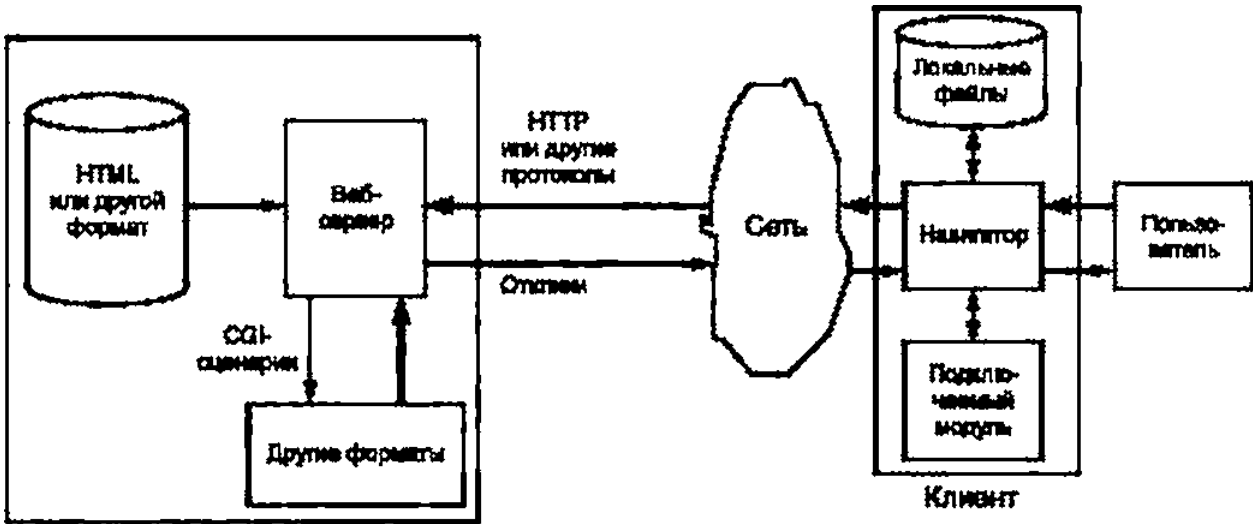 HTML
или другой
формат
Веб-
сервер
CGI-
сценарии
Другие форматы
HTTP
или другие
протоколы
Отклики
Сеть
Локальные
файлы
Навигатор
Подклю-
чаемый
модуль
Клиент
Пользо-
ватель